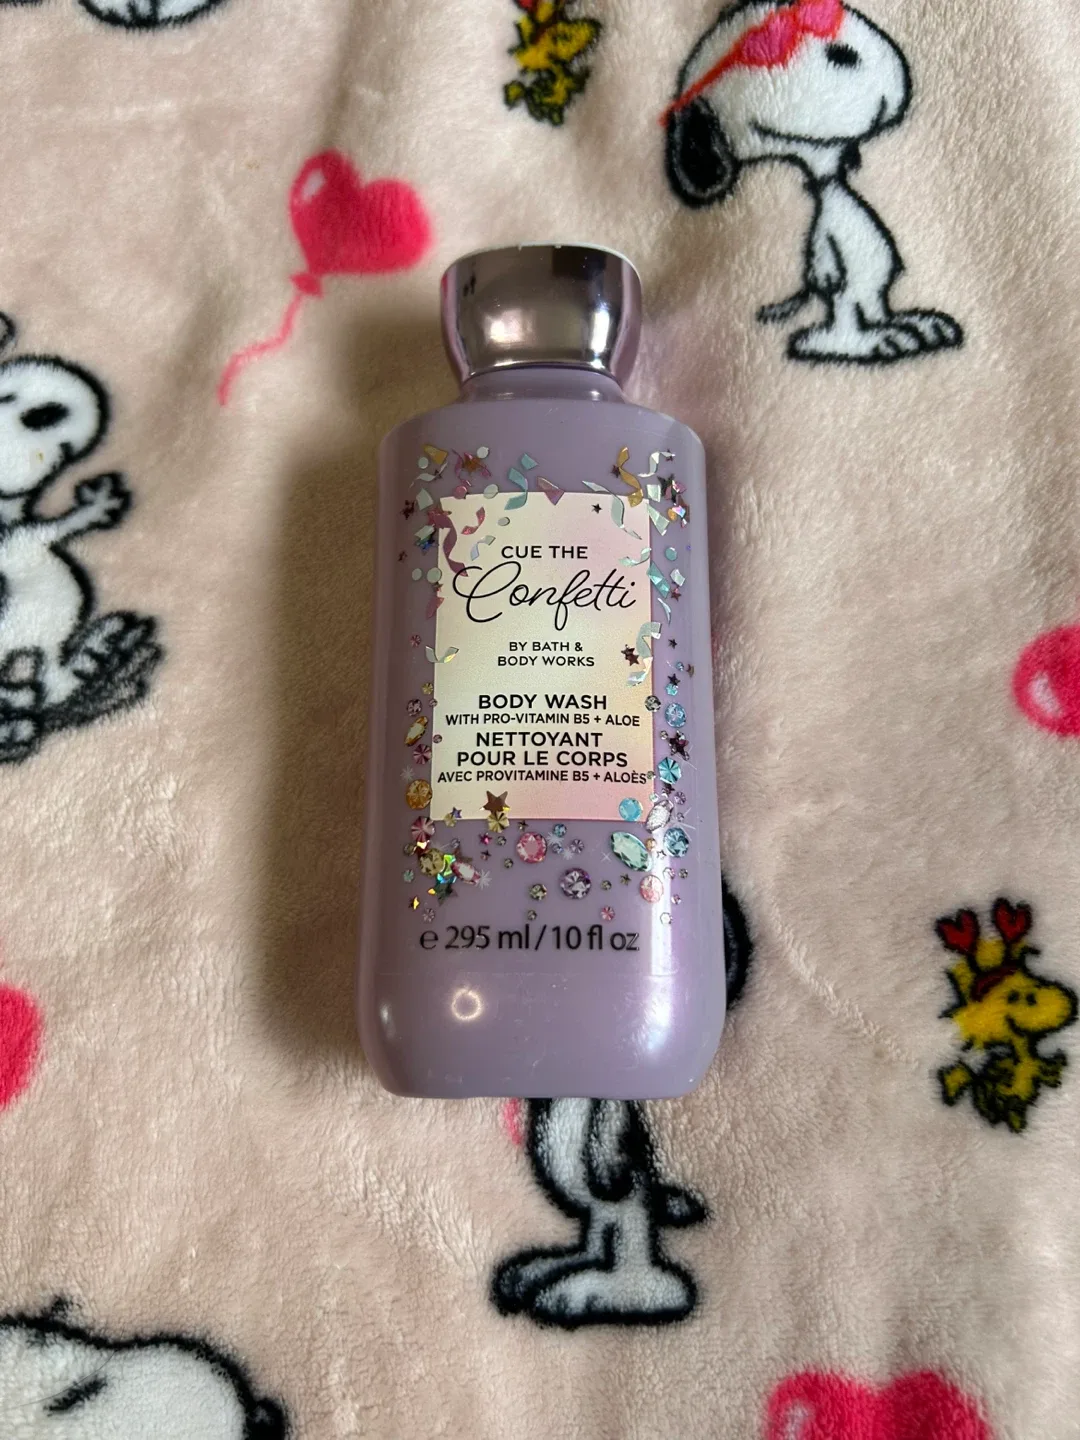 CUE THE
Confetti
BY BATH &
BODY WORKS
BODY WASH
WITH PRO-VITAMIN B5 + ALOE
NETTOYANT
POUR LE CORPS
AVEC PROVITAMINE B5 + ALOÈS
℮ 295 ml / 10 fl oz